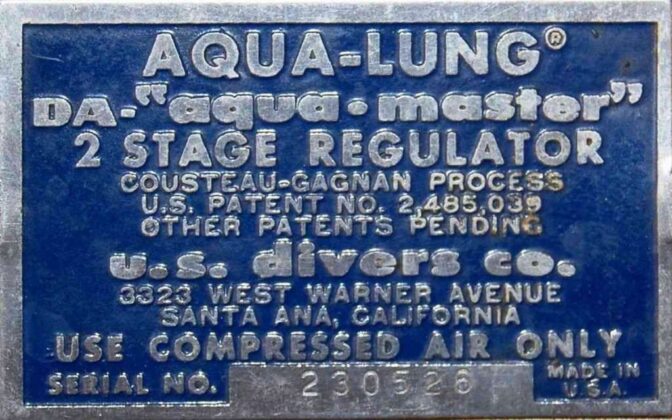 AQUA-LUNG®
DA-"aqua·master"
2 STAGE REGULATOR
COUSTEAU-GAGNAN PROCESS
U.S. PATENT NO. 2,485,039
OTHER PATENTS PENDING
u.s. divers co.
3323 WEST WARNER AVENUE
SANTA ANA, CALIFORNIA
USE COMPRESSED AIR ONLY
SERIAL NO. 230526 MADE IN
U.S.A.